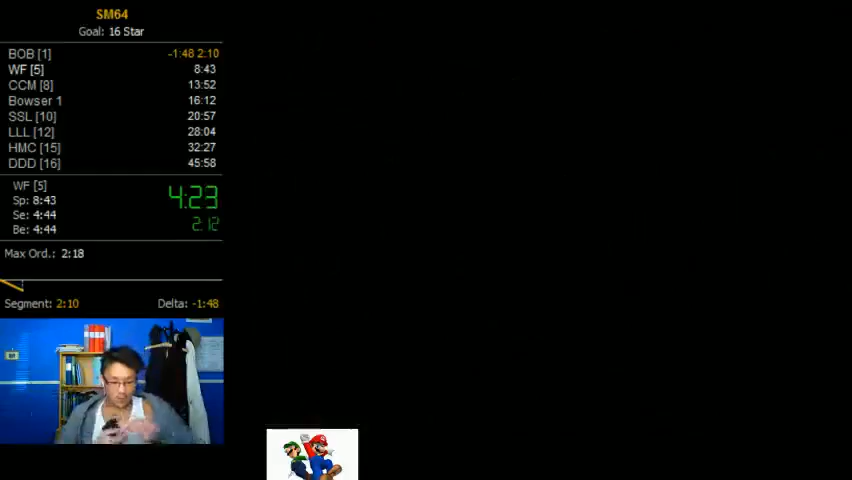 SM64
Goal: 16 Star
BOB [1] -1:48 2:10
WF [5] 8:43
CCM [8] 13:52
Bowser 1 16:12
SSL [10] 20:57
LLL [12] 28:04
HMC [15] 32:27
DDD [16] 45:58
WF [5]
4:23
Sp: 8:43
Se: 4:44
2.12
Be: 4:44
Max Ord.: 2:18
Segment: 2:10 Delta: -1:48